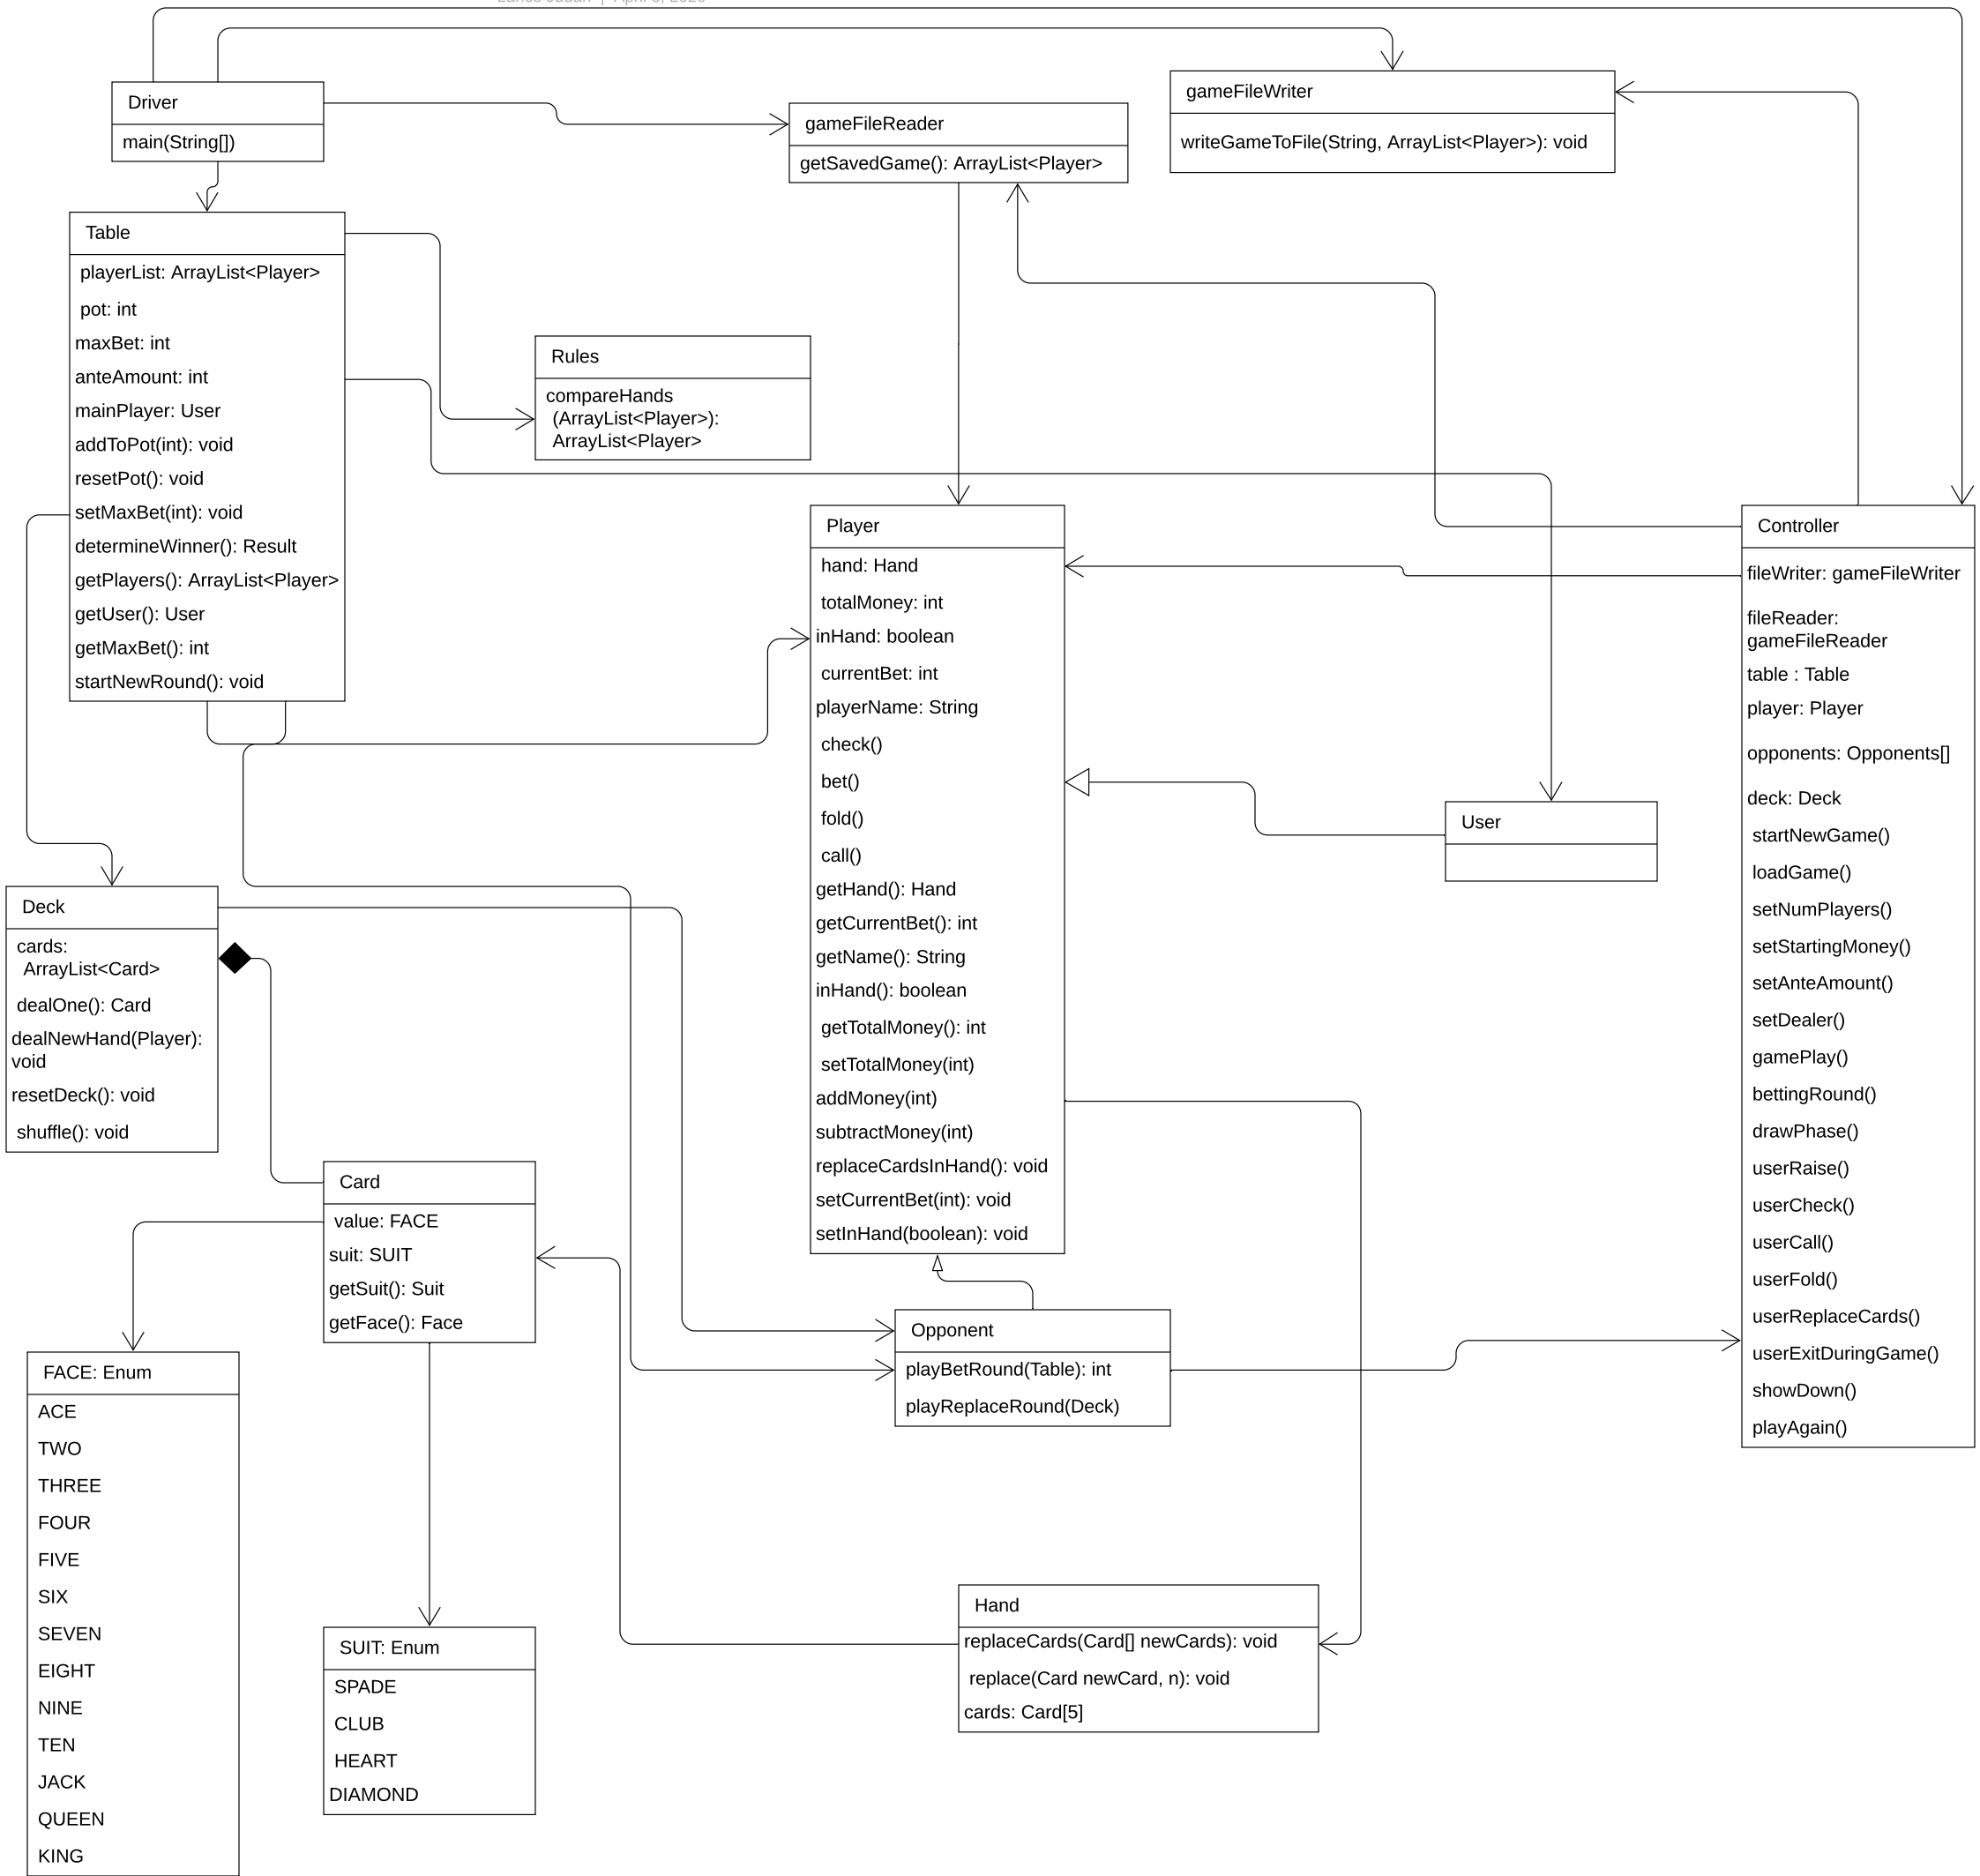 Driver
main(String[])
gameFileReader
getSavedGame(): ArrayList<Player>
gameFileWriter
writeGameToFile(String, ArrayList<Player>): void
Table
playerList: ArrayList<Player>
pot: int
maxBet: int
anteAmount: int
mainPlayer: User
addToPot(int): void
resetPot(): void
setMaxBet(int): void
determineWinner(): Result
getPlayers(): ArrayList<Player>
getUser(): User
getMaxBet(): int
startNewRound(): void
Rules
compareHands
(ArrayList<Player>):
ArrayList<Player>
Player
hand: Hand
totalMoney: int
inHand: boolean
currentBet: int
playerName: String
check()
bet()
fold()
call()
getHand(): Hand
getCurrentBet(): int
getName(): String
inHand(): boolean
getTotalMoney(): int
setTotalMoney(int)
addMoney(int)
subtractMoney(int)
replaceCardsInHand(): void
setCurrentBet(int): void
setInHand(boolean): void
User
Controller
fileWriter: gameFileWriter
fileReader:
gameFileReader
table : Table
player: Player
opponents: Opponents[]
deck: Deck
startNewGame()
loadGame()
setNumPlayers()
setStartingMoney()
setAnteAmount()
setDealer()
gamePlay()
bettingRound()
drawPhase()
userRaise()
userCheck()
userCall()
userFold()
userReplaceCards()
userExitDuringGame()
showDown()
playAgain()
Deck
cards:
ArrayList<Card>
dealOne(): Card
dealNewHand(Player):
void
resetDeck(): void
shuffle(): void
Card
value: FACE
suit: SUIT
getSuit(): Suit
getFace(): Face
Opponent
playBetRound(Table): int
playReplaceRound(Deck)
FACE: Enum
ACE
TWO
THREE
FOUR
FIVE
SIX
SEVEN
EIGHT
NINE
TEN
JACK
QUEEN
KING
SUIT: Enum
SPADE
CLUB
HEART
DIAMOND
Hand
replaceCards(Card[] newCards): void
replace(Card newCard, n): void
cards: Card[5]